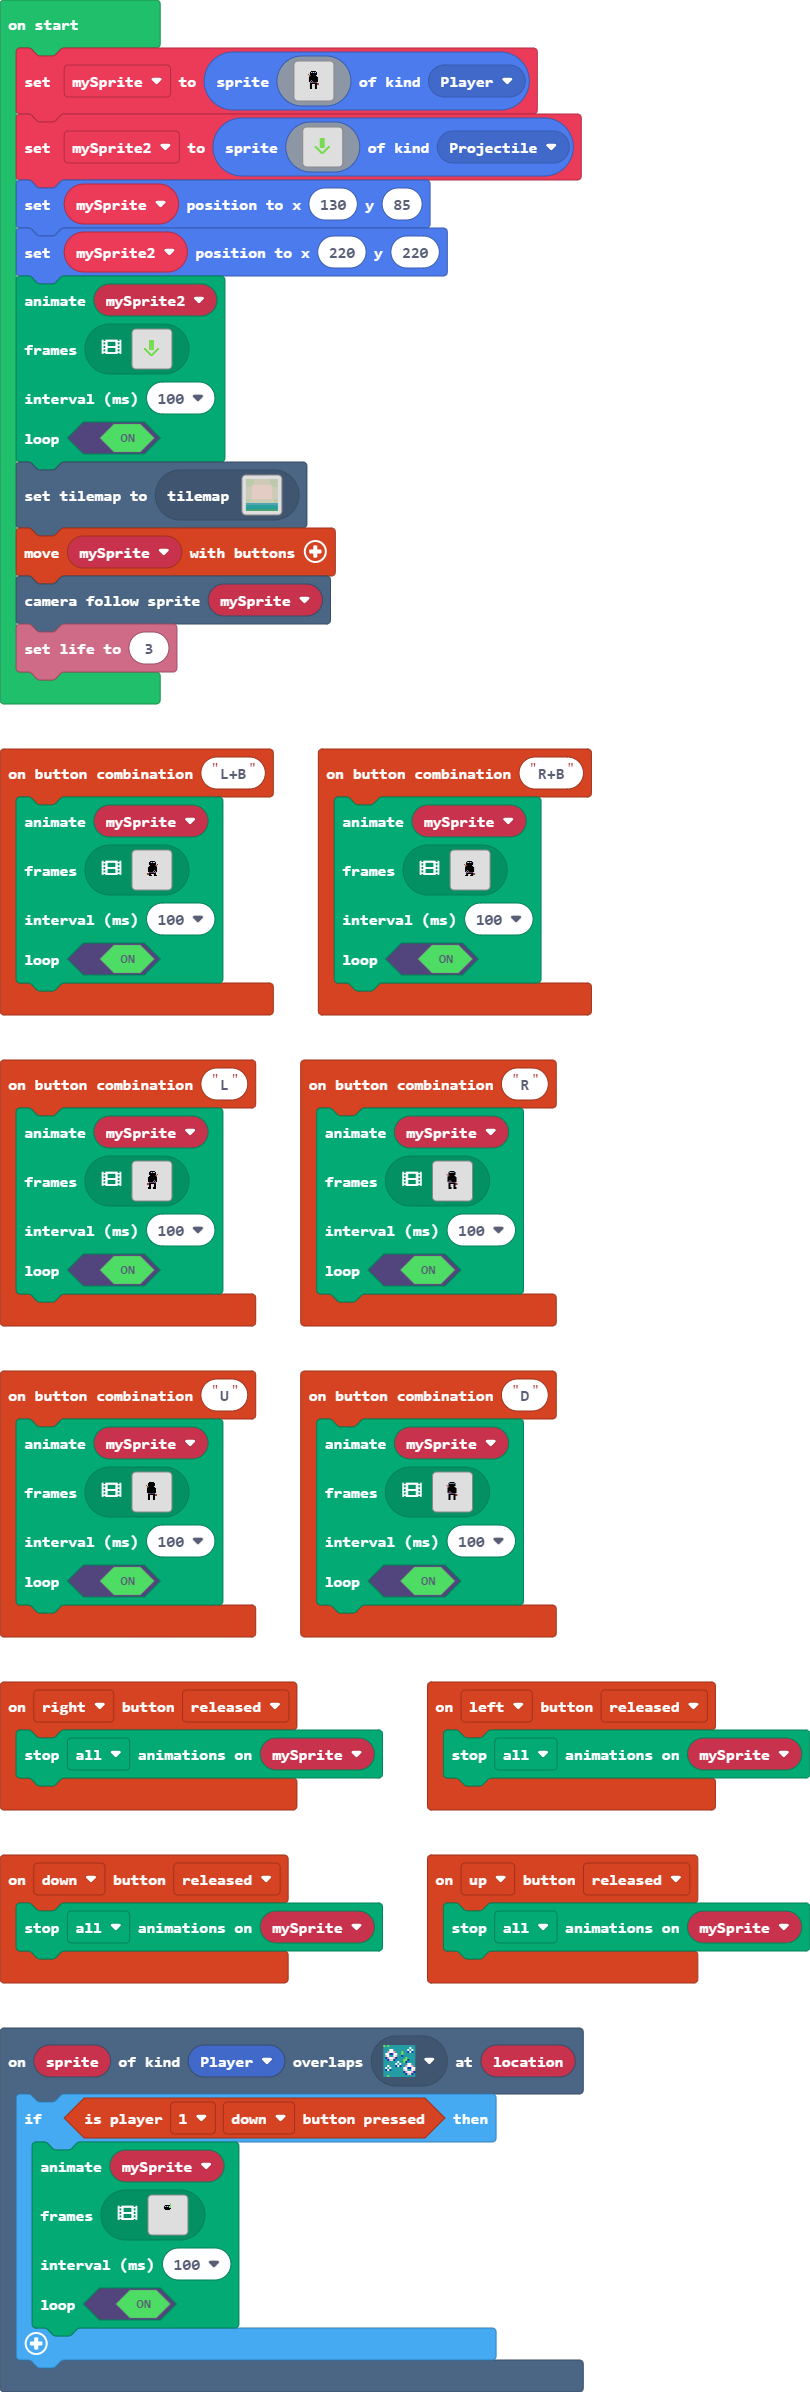 on start
set mySprite to sprite of kind Player
set mySprite2 to sprite of kind Projectile
set mySprite position to x 130 y 85
set mySprite2 position to x 220 y 220
animate mySprite2
frames
interval (ms) 100
loop ON
set tilemap to tilemap
move mySprite with buttons
camera follow sprite mySprite
set life to 3
on button combination "L+B"
animate mySprite
frames
interval (ms) 100
loop ON
on button combination "R+B"
animate mySprite
frames
interval (ms) 100
loop ON
on button combination "L"
animate mySprite
frames
interval (ms) 100
loop ON
on button combination "R"
animate mySprite
frames
interval (ms) 100
loop ON
on button combination "U"
animate mySprite
frames
interval (ms) 100
loop ON
on button combination "D"
animate mySprite
frames
interval (ms) 100
loop ON
on right button released
stop all animations on mySprite
on left button released
stop all animations on mySprite
on down button released
stop all animations on mySprite
on up button released
stop all animations on mySprite
on sprite of kind Player overlaps at location
if is player 1 down button pressed then
animate mySprite
frames
interval (ms) 100
loop ON